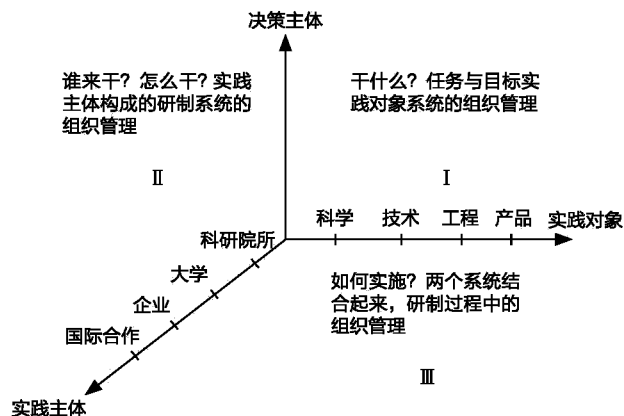 决策主体
谁来干？怎么干？实践
主体构成的研制系统的
组织管理
Ⅱ
干什么？任务与目标实
践对象系统的组织管理
Ⅰ
科学
技术
工程
产品
实践对象
科研院所
大学
企业
国际合作
实践主体
如何实施？两个系统结
合起来，研制过程中的
组织管理
Ⅲ